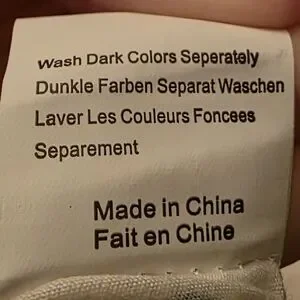 Wash Dark Colors Seperately
Dunkle Farben Separat Waschen
Laver Les Couleurs Foncees
Separement
Made in China
Fait en Chine